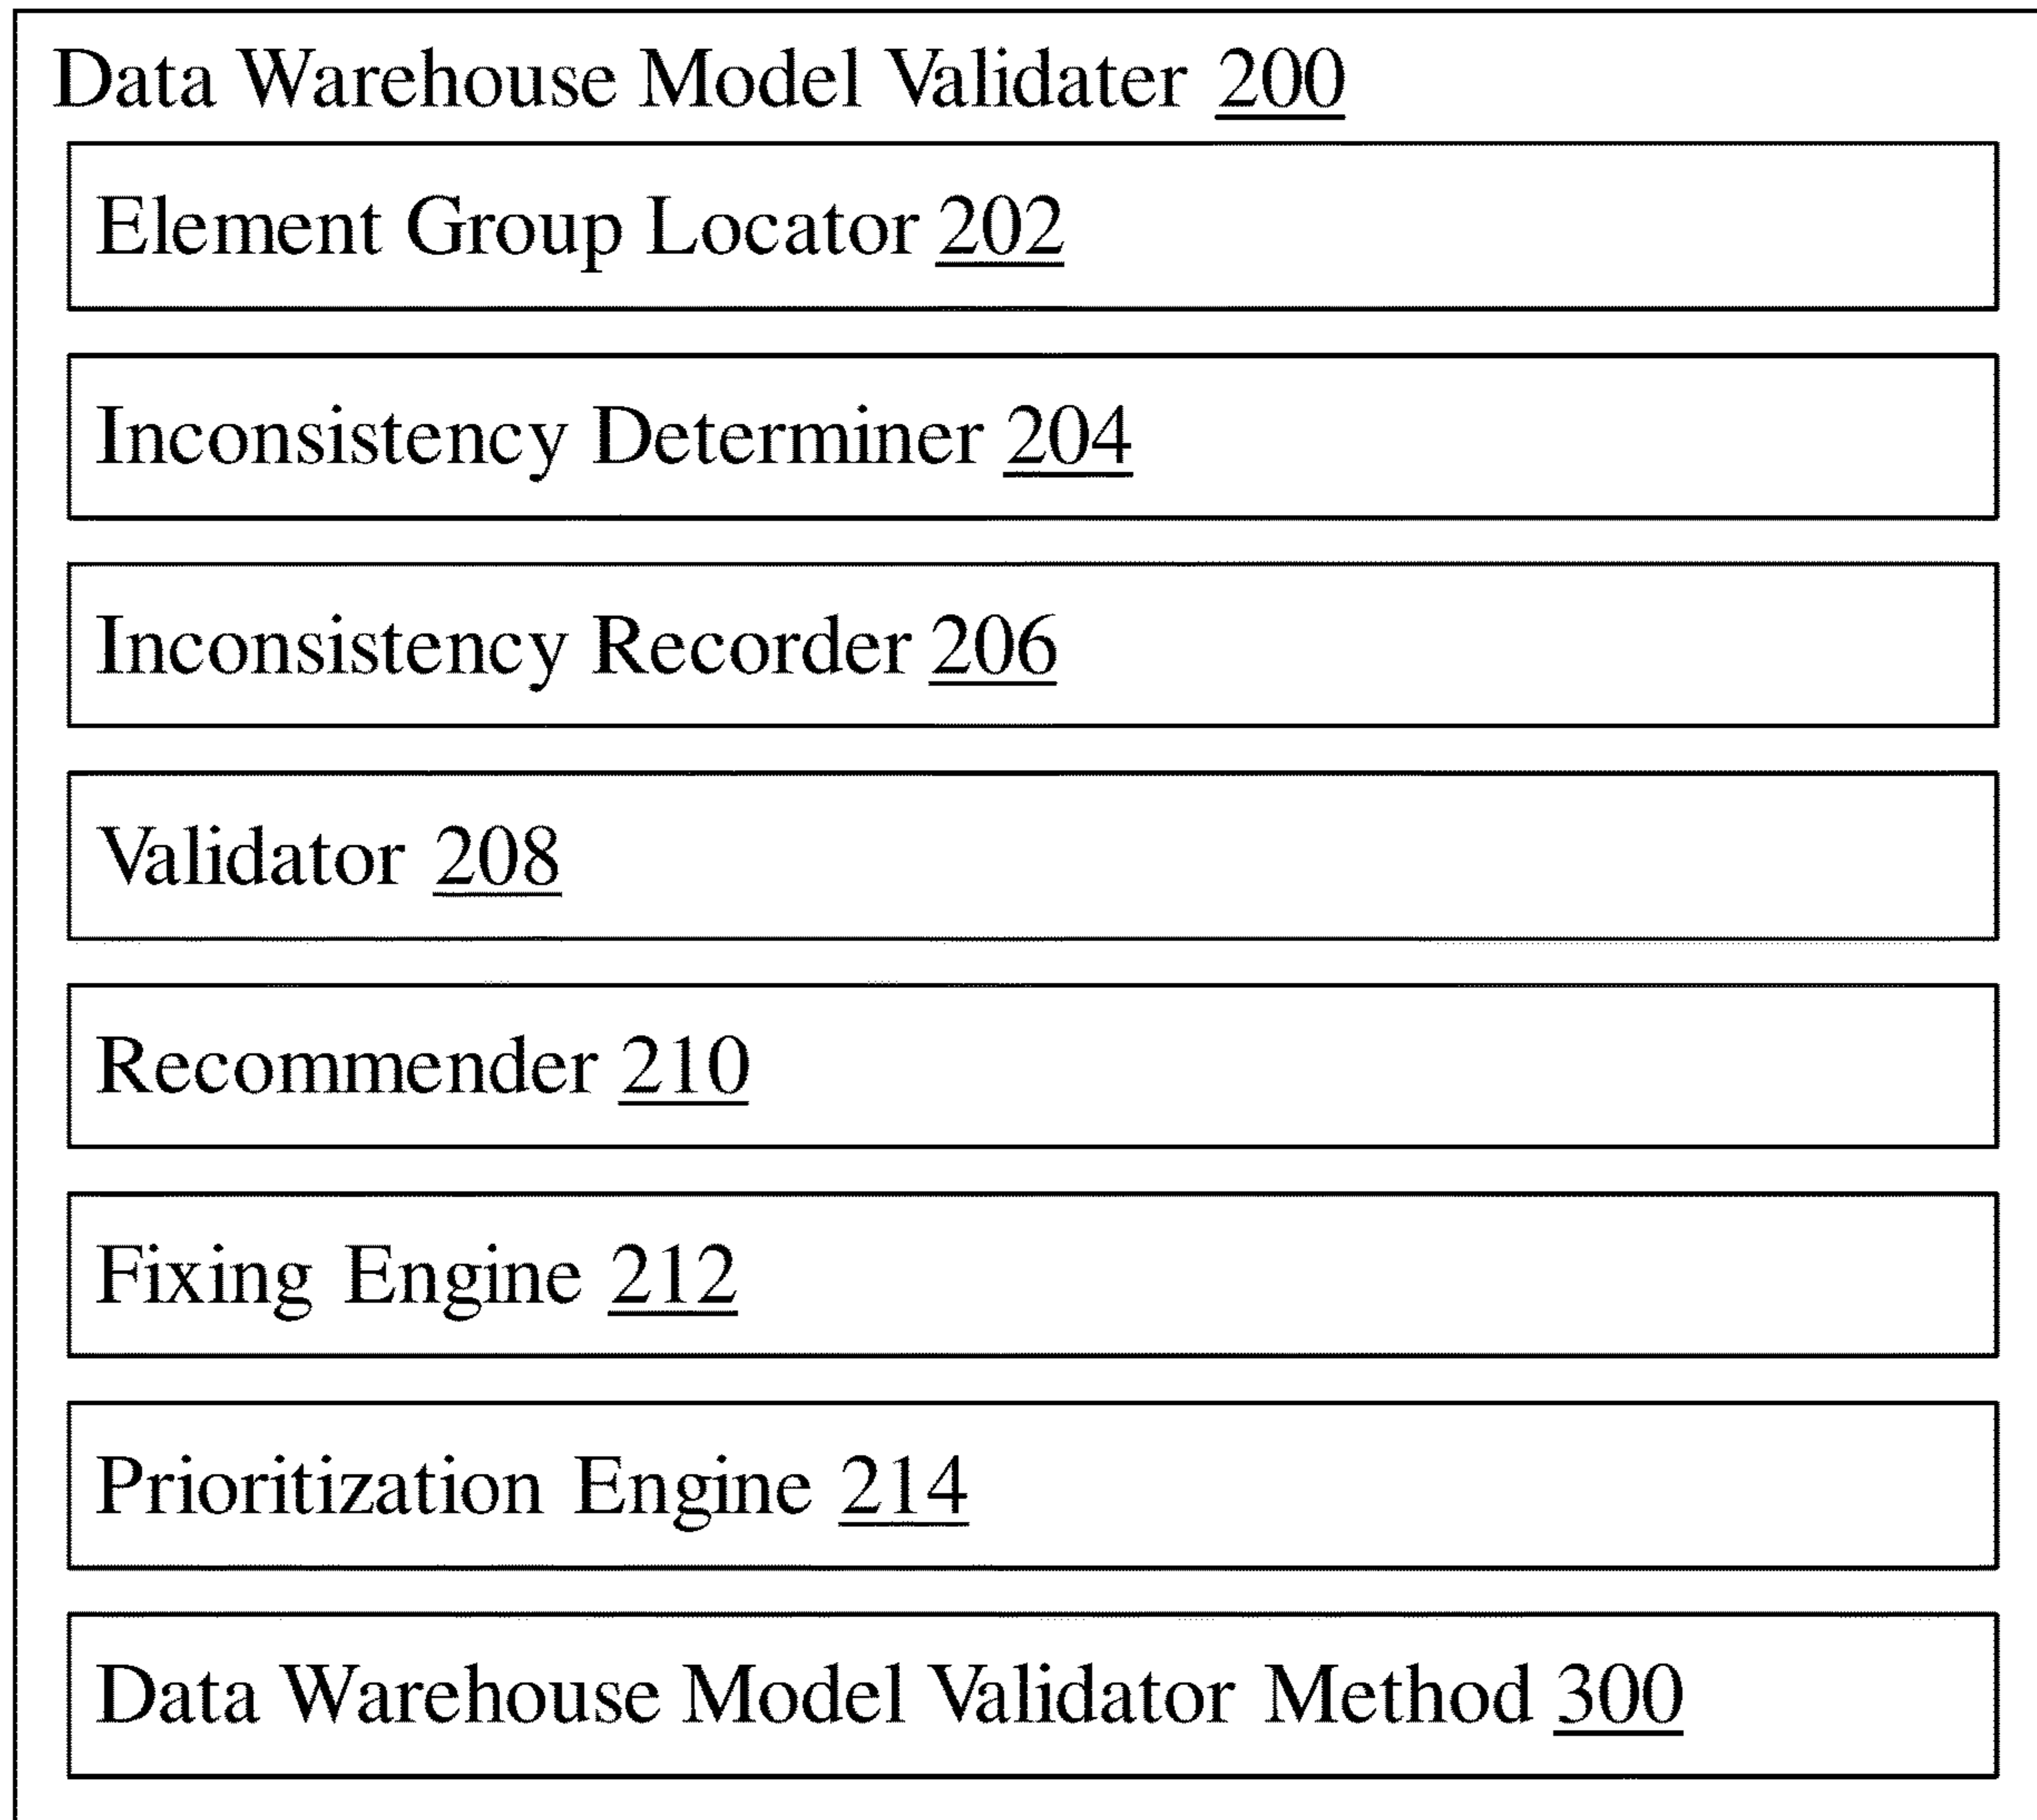 Data Warehouse Model Validater 200
Element Group Locator 202
Inconsistency Determiner 204
Inconsistency Recorder 206
Validator 208
Recommender 210
Fixing Engine 212
Prioritization Engine 214
Data Warehouse Model Validator Method 300